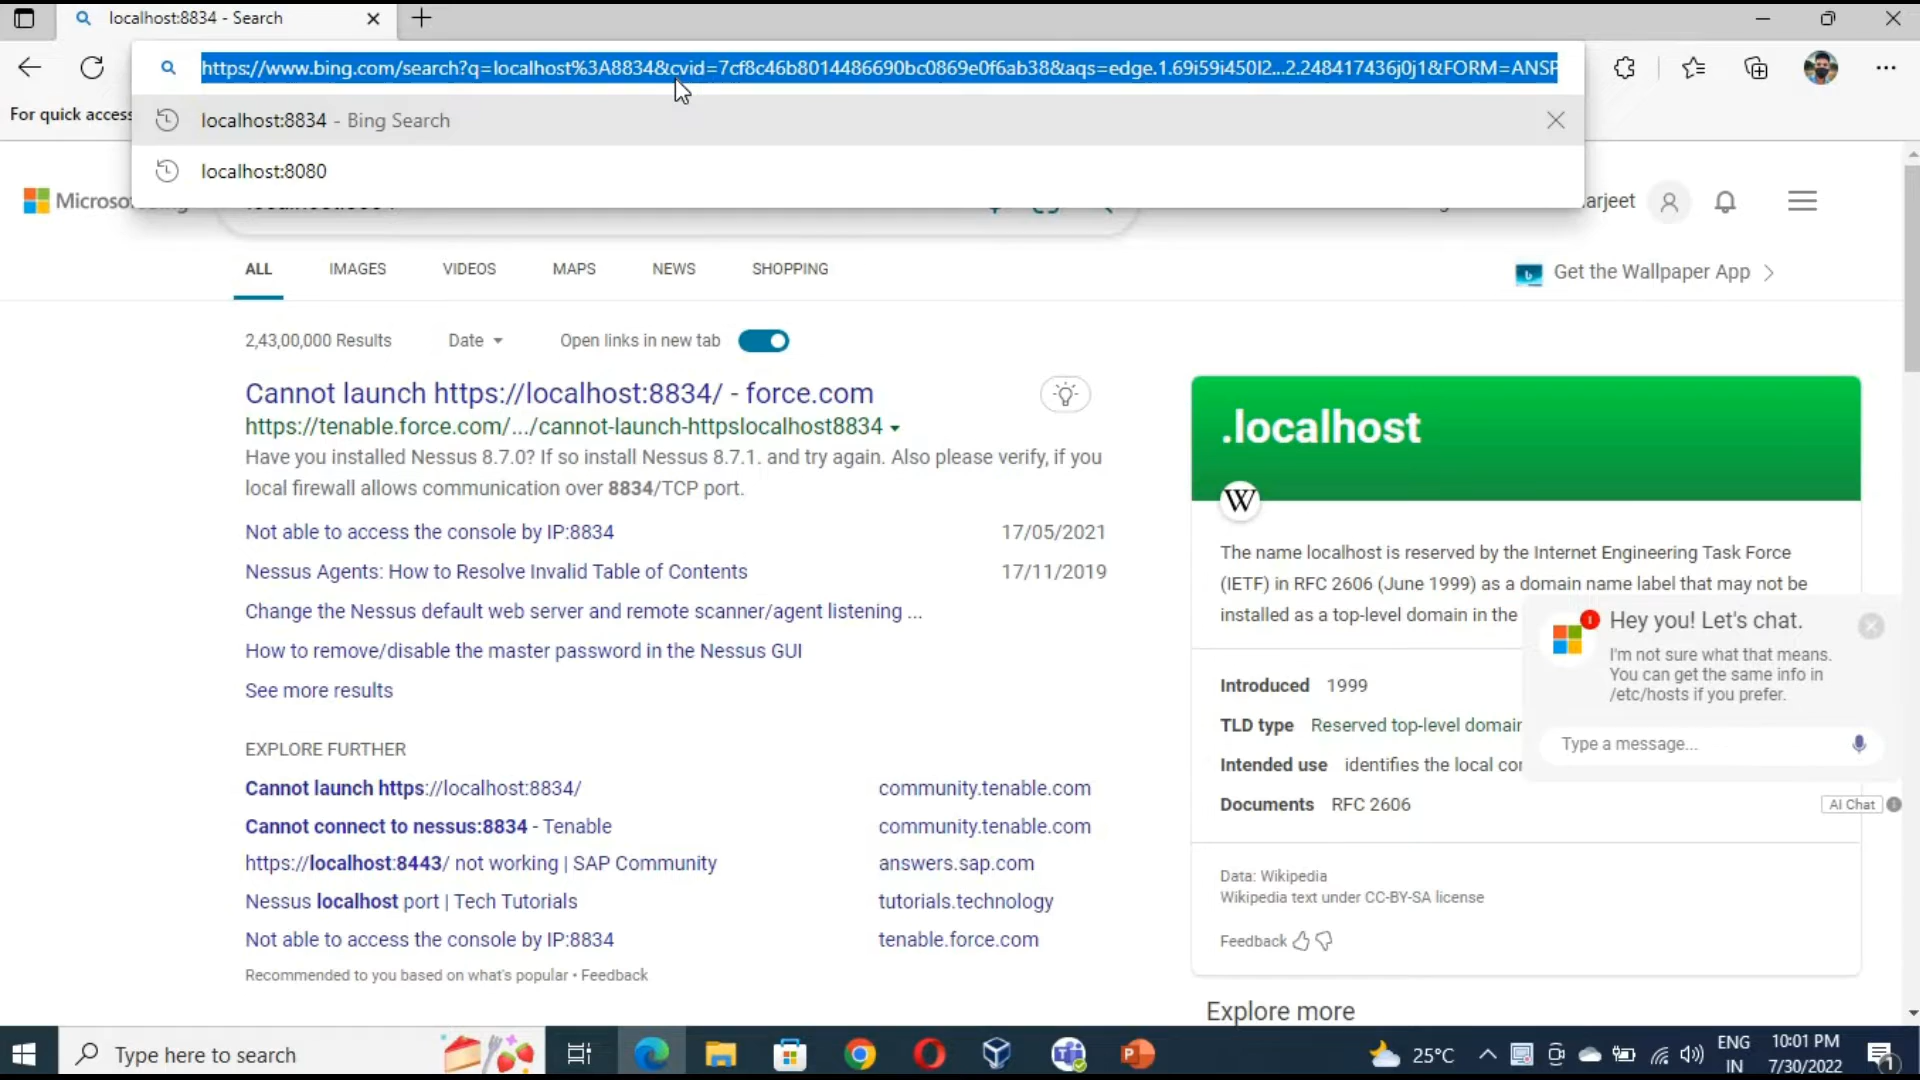 localhost:8834 - Search
https://www.bing.com/search?q=localhost%3A8834&cvid=7cf8c46b8014486690bc0869e0f6ab38&aqs=edge.1.69i59i450l2...2.248417436j0j1&FORM=ANSP
For quick access
localhost:8834 - Bing Search
localhost:8080
arjeet
ALL IMAGES VIDEOS MAPS NEWS SHOPPING
Get the Wallpaper App
2,43,00,000 Results Date Open links in new tab
Cannot launch https://localhost:8834/ - force.com
https://tenable.force.com/.../cannot-launch-httpslocalhost8834
Have you installed Nessus 8.7.0? If so install Nessus 8.7.1. and try again. Also please verify, if you
local firewall allows communication over 8834/TCP port.
Not able to access the console by IP:8834 17/05/2021
Nessus Agents: How to Resolve Invalid Table of Contents 17/11/2019
Change the Nessus default web server and remote scanner/agent listening ...
How to remove/disable the master password in the Nessus GUI
See more results
EXPLORE FURTHER
Cannot launch https://localhost:8834/ community.tenable.com
Cannot connect to nessus:8834 - Tenable community.tenable.com
https://localhost:8443/ not working | SAP Community answers.sap.com
Nessus localhost port | Tech Tutorials tutorials.technology
Not able to access the console by IP:8834 tenable.force.com
Recommended to you based on what's popular • Feedback
.localhost
W
The name localhost is reserved by the Internet Engineering Task Force
(IETF) in RFC 2606 (June 1999) as a domain name label that may not be
installed as a top-level domain in the
Introduced 1999
TLD type Reserved top-level domain
Intended use identifies the local co
Documents RFC 2606
Data: Wikipedia
Wikipedia text under CC-BY-SA license
Feedback
Explore more
Hey you! Let's chat.
I'm not sure what that means.
You can get the same info in
/etc/hosts if you prefer.
Type a message...
AI Chat
Type here to search
25°C
ENG
IN
10:01 PM
7/30/2022
1